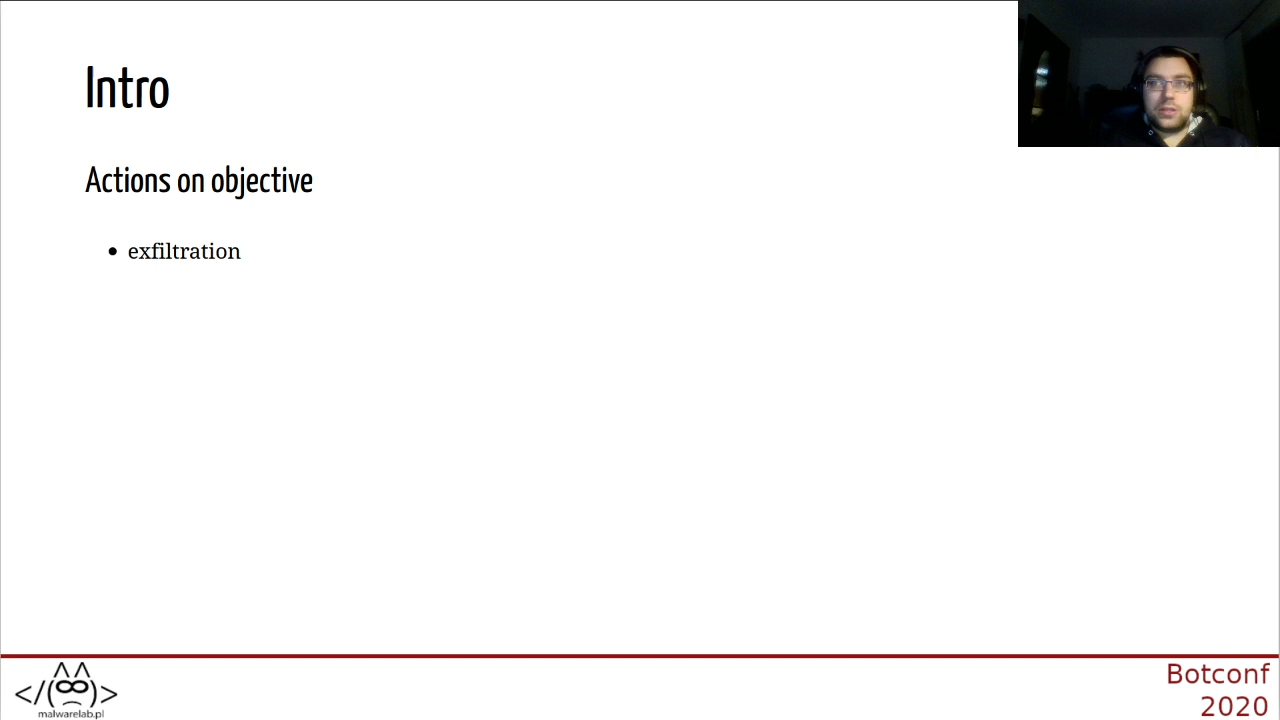 Intro
Actions on objective
• exfiltration
</(∞)>
malwarelab.pl
Botconf
2020